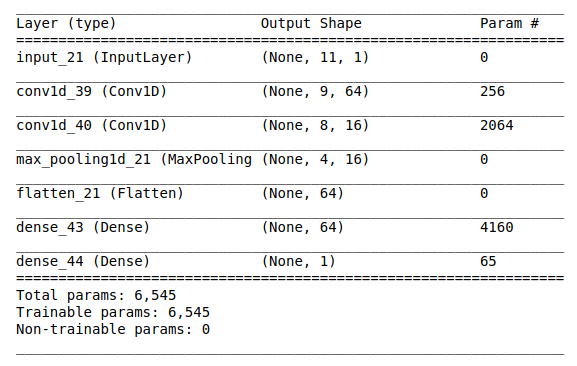 Layer (type) Output Shape Param #
input_21 (InputLayer) (None, 11, 1) 0
conv1d_39 (Conv1D) (None, 9, 64) 256
conv1d_40 (Conv1D) (None, 8, 16) 2064
max_pooling1d_21 (MaxPooling (None, 4, 16) 0
flatten_21 (Flatten) (None, 64) 0
dense_43 (Dense) (None, 64) 4160
dense_44 (Dense) (None, 1) 65
Total params: 6,545
Trainable params: 6,545
Non-trainable params: 0